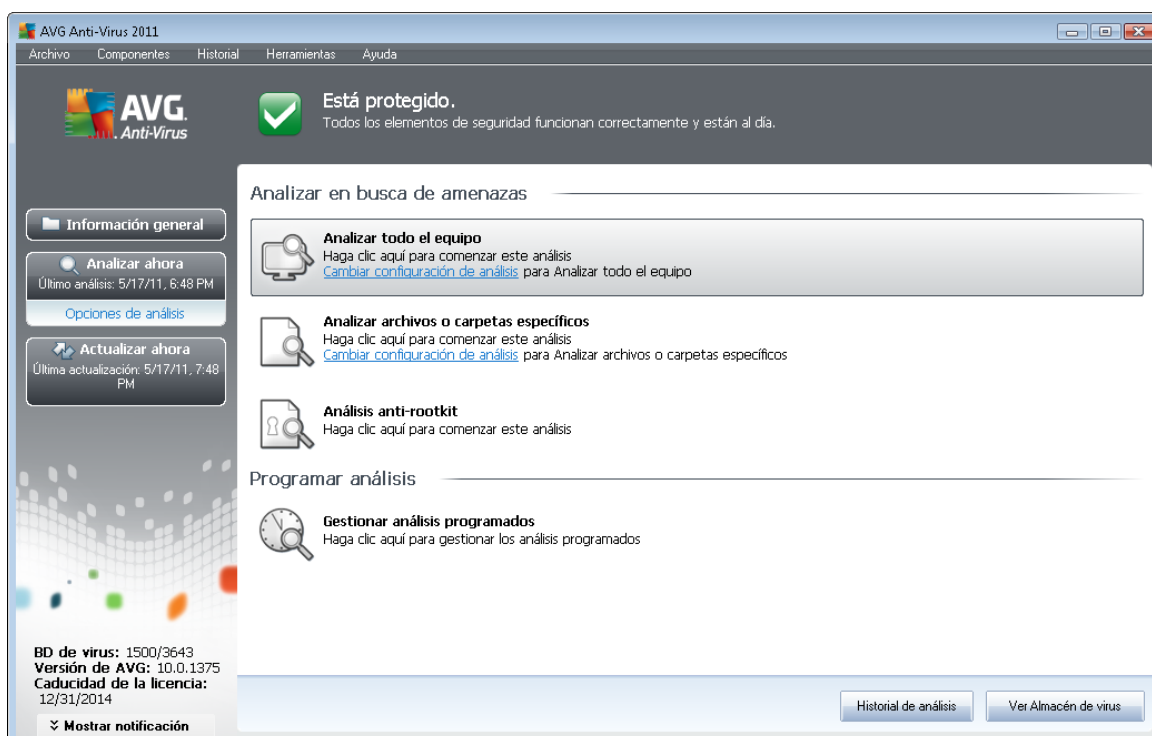 AVG Anti-Virus 2011
Archivo Componentes Historial Herramientas Ayuda
AVG.
Anti-Virus
Está protegido.
Todos los elementos de seguridad funcionan correctamente y están al día.
Información general
Analizar ahora
Último análisis: 5/17/11, 6:48 PM
Opciones de análisis
Actualizar ahora
Última actualización: 5/17/11, 7:48
PM
BD de virus: 1500/3643
Versión de AVG: 10.0.1375
Caducidad de la licencia:
12/31/2014
Mostrar notificación
Analizar en busca de amenazas
Analizar todo el equipo
Haga clic aquí para comenzar este análisis
Cambiar configuración de análisis para Analizar todo el equipo
Analizar archivos o carpetas específicos
Haga clic aquí para comenzar este análisis
Cambiar configuración de análisis para Analizar archivos o carpetas específicos
Análisis anti-rootkit
Haga clic aquí para comenzar este análisis
Programar análisis
Gestionar análisis programados
Haga clic aquí para gestionar los análisis programados
Historial de análisis
Ver Almacén de virus